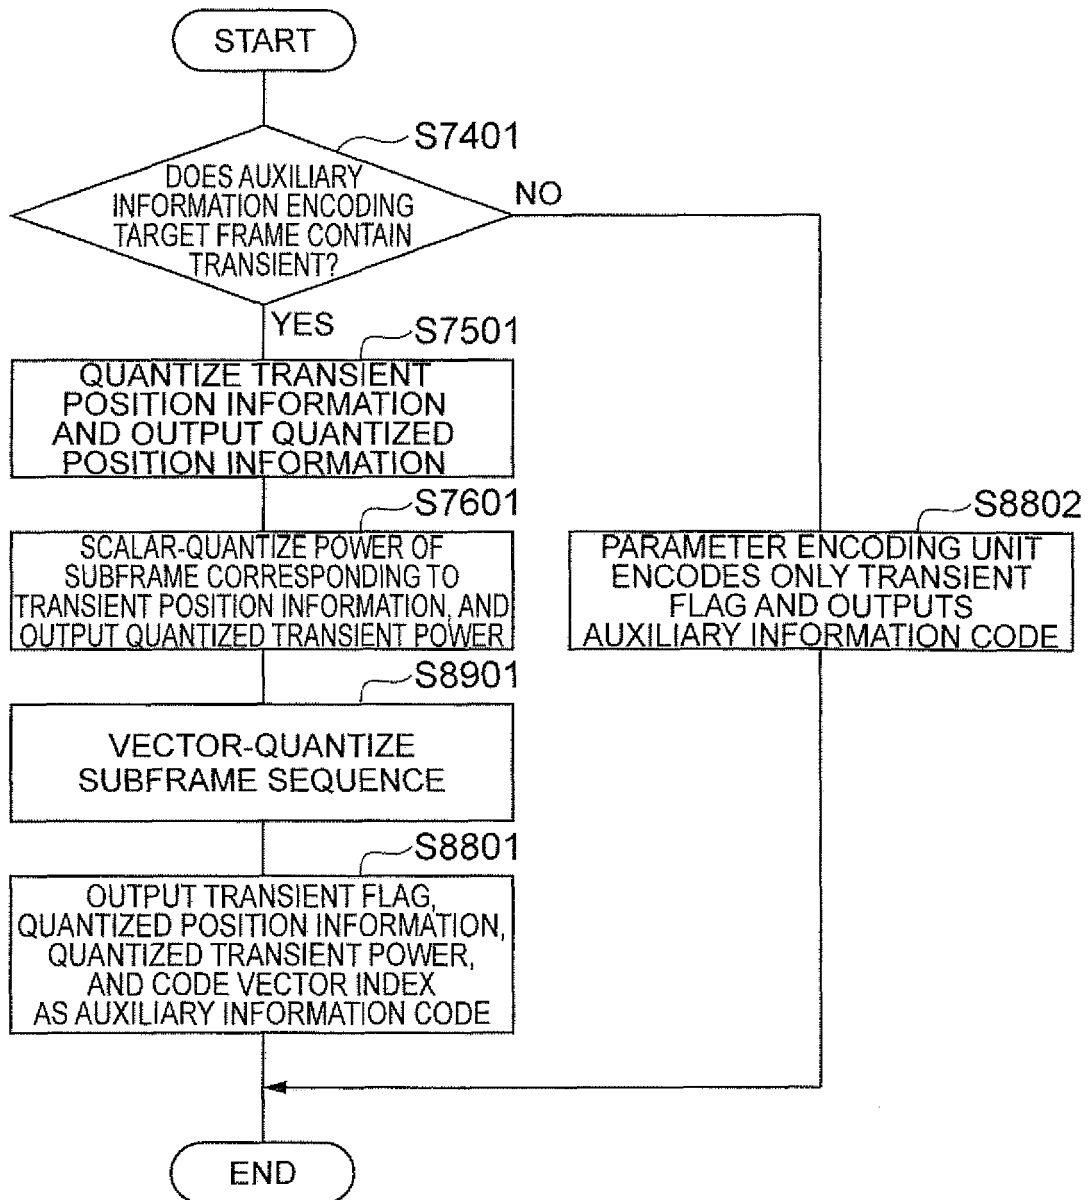 START
S7401
DOES AUXILIARY
INFORMATION ENCODING
TARGET FRAME CONTAIN
TRANSIENT?
NO
YES
S7501
QUANTIZE TRANSIENT
POSITION INFORMATION
AND OUTPUT QUANTIZED
POSITION INFORMATION
S7601
SCALAR-QUANTIZE POWER OF
SUBFRAME CORRESPONDING TO
TRANSIENT POSITION INFORMATION, AND
OUTPUT QUANTIZED TRANSIENT POWER
S8802
PARAMETER ENCODING UNIT
ENCODES ONLY TRANSIENT
FLAG AND OUTPUTS
AUXILIARY INFORMATION CODE
S8901
VECTOR-QUANTIZE
SUBFRAME SEQUENCE
S8801
OUTPUT TRANSIENT FLAG,
QUANTIZED POSITION INFORMATION,
QUANTIZED TRANSIENT POWER,
AND CODE VECTOR INDEX
AS AUXILIARY INFORMATION CODE
END